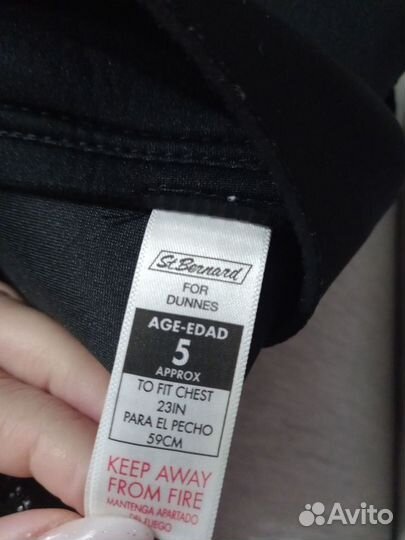 St.Bernard
FOR
DUNNES
AGE-EDAD
5
APPROX
TO FIT CHEST
23IN
PARA EL PECHO
59CM
KEEP AWAY
FROM FIRE
MANTENGA APARTADO
DEL FUEGO
Avito